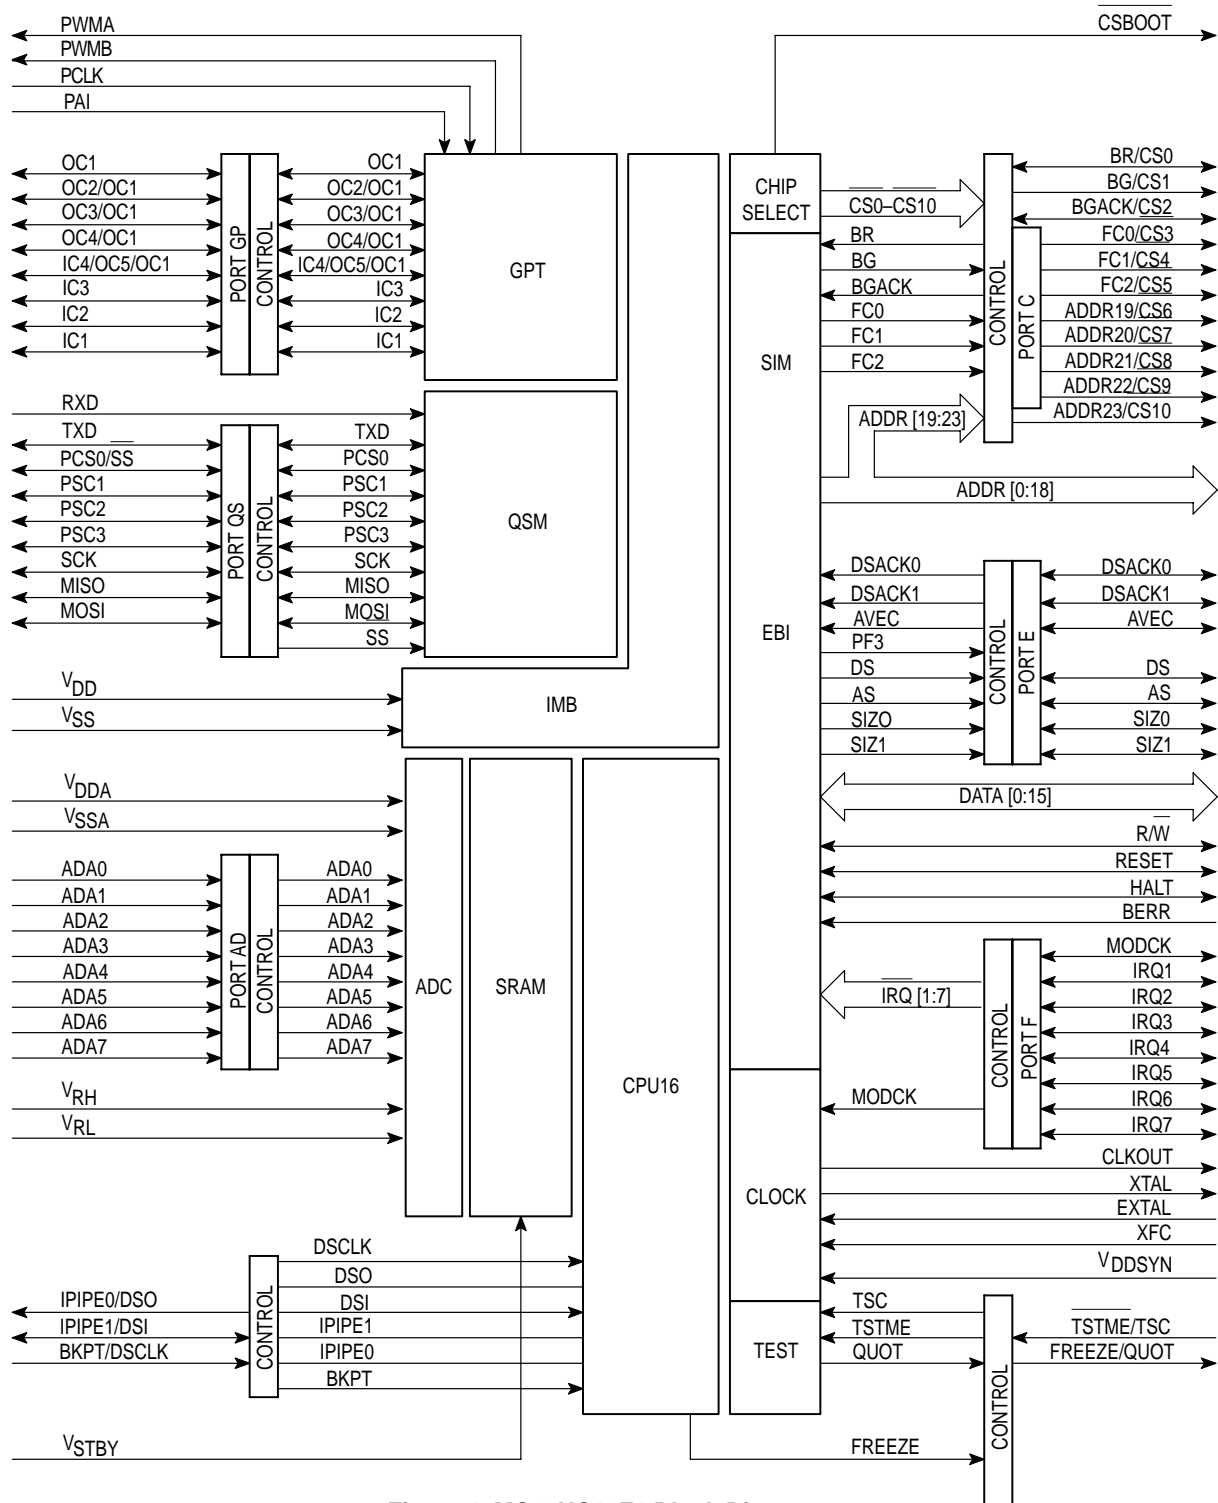 PWMA
PWMB
PCLK
PAI
CSBOOT
OC1
OC2/OC1
OC3/OC1
OC4/OC1
IC4/OC5/OC1
IC3
IC2
IC1
PORT GP
CONTROL
OC1
OC2/OC1
OC3/OC1
OC4/OC1
IC4/OC5/OC1
IC3
IC2
IC1
GPT
RXD
TXD
PCS0/SS
PSC1
PSC2
PSC3
SCK
MISO
MOSI
PORT QS
CONTROL
TXD
PCS0
PSC1
PSC2
PSC3
SCK
MISO
MOSI
SS
QSM
VDD
VSS
IMB
VDDA
VSSA
ADA0
ADA1
ADA2
ADA3
ADA4
ADA5
ADA6
ADA7
PORT AD
CONTROL
ADA0
ADA1
ADA2
ADA3
ADA4
ADA5
ADA6
ADA7
VRH
VRL
ADC
SRAM
CPU16
IPIPE0/DSO
IPIPE1/DSI
BKPT/DSCLK
CONTROL
DSCLK
DSO
DSI
IPIPE1
IPIPE0
BKPT
VSTBY
CHIP
SELECT
SIM
EBI
CLOCK
TEST
CS0–CS10
BR
BG
BGACK
FC0
FC1
FC2
ADDR [19:23]
CONTROL
PORT C
BR/CS0
BG/CS1
BGACK/CS2
FC0/CS3
FC1/CS4
FC2/CS5
ADDR19/CS6
ADDR20/CS7
ADDR21/CS8
ADDR22/CS9
ADDR23/CS10
ADDR [0:18]
DSACK0
DSACK1
AVEC
PF3
DS
AS
SIZO
SIZ1
CONTROL
PORT E
DSACK0
DSACK1
AVEC
DS
AS
SIZ0
SIZ1
DATA [0:15]
R/W
RESET
HALT
BERR
IRQ [1:7]
MODCK
CONTROL
PORT F
MODCK
IRQ1
IRQ2
IRQ3
IRQ4
IRQ5
IRQ6
IRQ7
CLKOUT
XTAL
EXTAL
XFC
VDDSYN
TSC
TSTME
QUOT
FREEZE
CONTROL
TSTME/TSC
FREEZE/QUOT